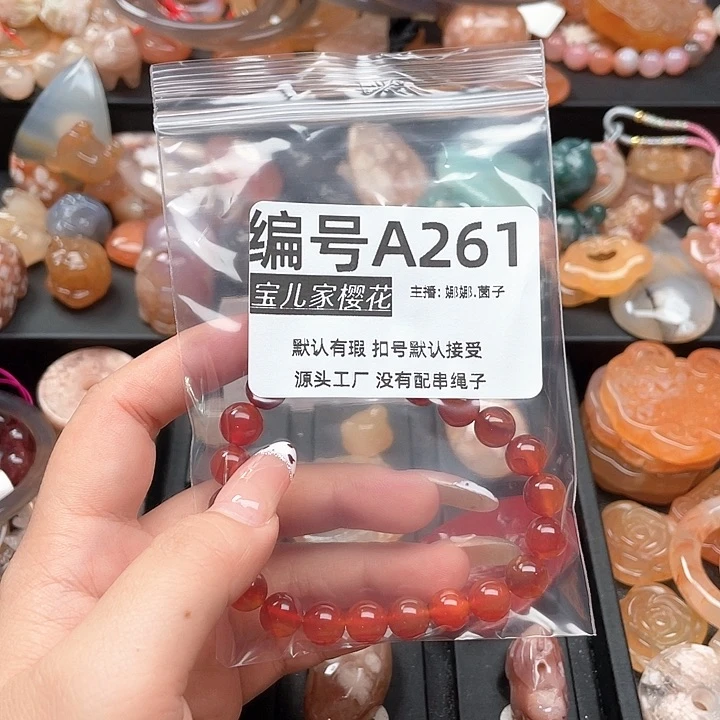 编号A261
宝儿家樱花 主播: 娜娜.菌子
默认有瑕 扣号默认接受
源头工厂 没有配串绳子